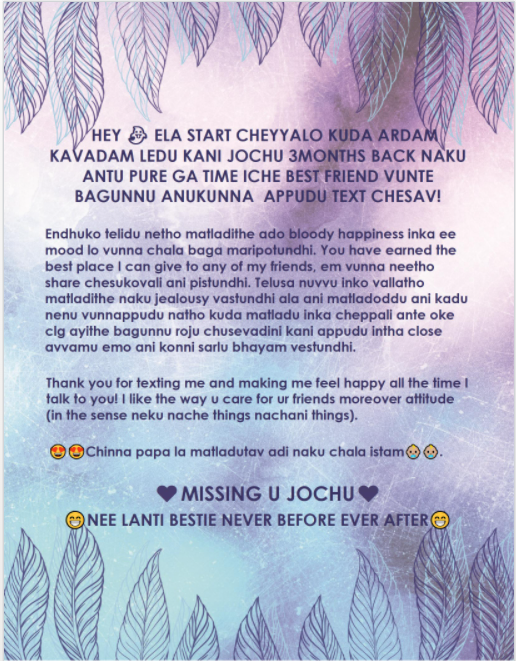 HEY 👶 ELA START CHEYYALO KUDA ARDAM
KAVADAM LEDU KANI JOCHU 3MONTHS BACK NAKU
ANTU PURE GA TIME ICHE BEST FRIEND VUNTE
BAGUNNU ANUKUNNA APPUDU TEXT CHESAV!
Endhuko telidu netho matladithe ado bloody happiness inka ee
mood lo vunna chala baga maripotundhi. You have earned the
best place I can give to any of my friends, em vunna neetho
share chesukovali ani pistundhi. Telusa nuvvu inko vallatho
matladithe naku jealousy vastundhi ala ani matladoddu ani kadu
nenu vunnappudu natho kuda matladu inka cheppali ante oke
clg ayithe bagunnu roju chusevadini kani appudu intha close
avvamu emo ani konni sarlu bhayam vestundhi.
Thank you for texting me and making me feel happy all the time I
talk to you! I like the way u care for ur friends moreover attitude
(in the sense neku nache things nachani things).
😍😍Chinna papa la matladutav adi naku chala istam👶👶.
♥MISSING U JOCHU♥
😁NEE LANTI BESTIE NEVER BEFORE EVER AFTER😁